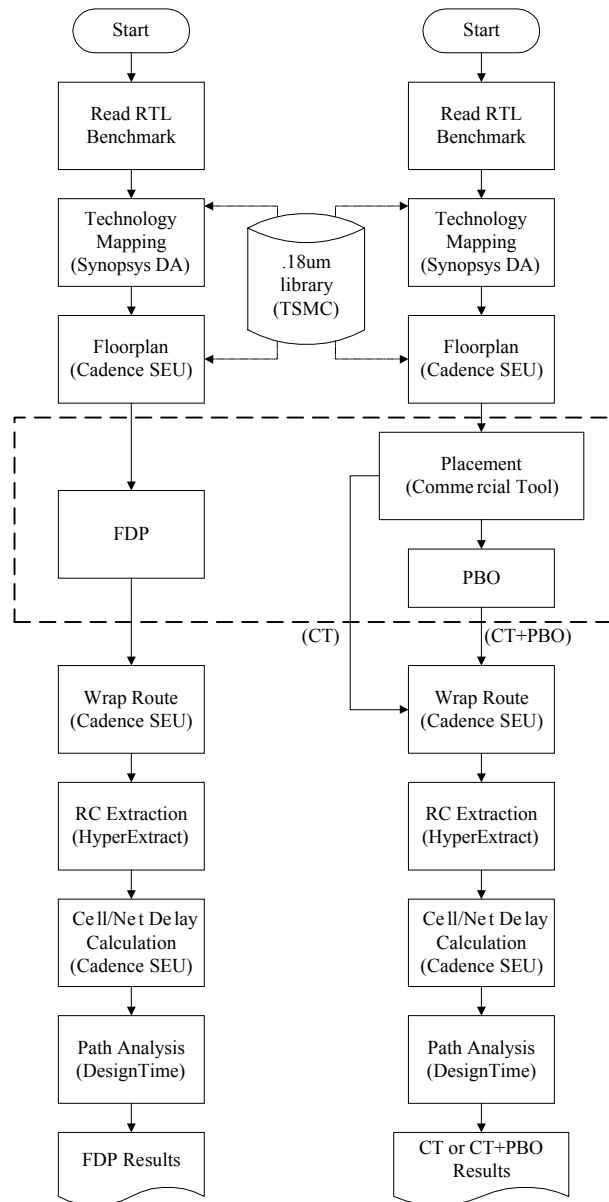 Start
Read RTL
Benchmark
Technology
Mapping
(Synopsys DA)
Floorplan
(Cadence SEU)
FDP
Wrap Route
(Cadence SEU)
RC Extraction
(HyperExtract)
Cell/Net Delay
Calculation
(Cadence SEU)
Path Analysis
(DesignTime)
FDP Results
.18um
library
(TSMC)
Start
Read RTL
Benchmark
Technology
Mapping
(Synopsys DA)
Floorplan
(Cadence SEU)
Placement
(Commercial Tool)
PBO
(CT)
(CT+PBO)
Wrap Route
(Cadence SEU)
RC Extraction
(HyperExtract)
Cell/Net Delay
Calculation
(Cadence SEU)
Path Analysis
(DesignTime)
CT or CT+PBO
Results